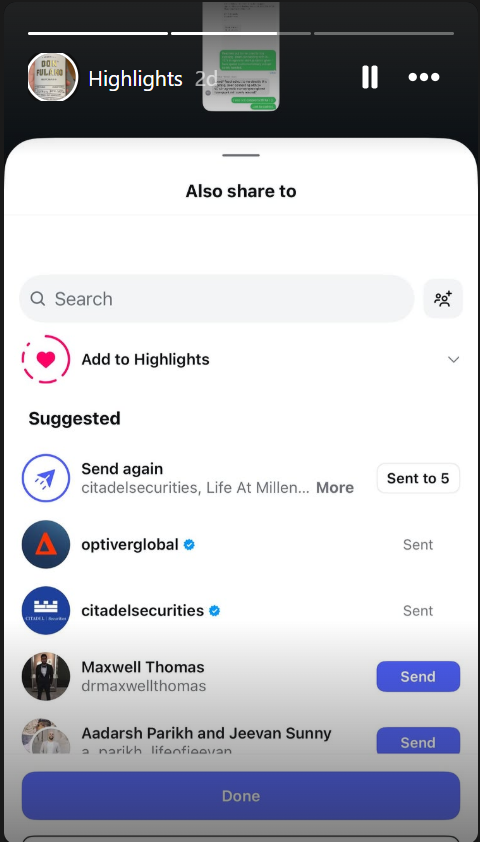 Highlights 2d
Also share to
Search
Add to Highlights
Suggested
Send again
citadelsecurities, Life At Millen... More
Sent to 5
optiverglobal
Sent
citadelsecurities
Sent
Maxwell Thomas
drmaxwellthomas
Send
Aadarsh Parikh and Jeevan Sunny
a_parikh, lifeofjeevan
Send
Done